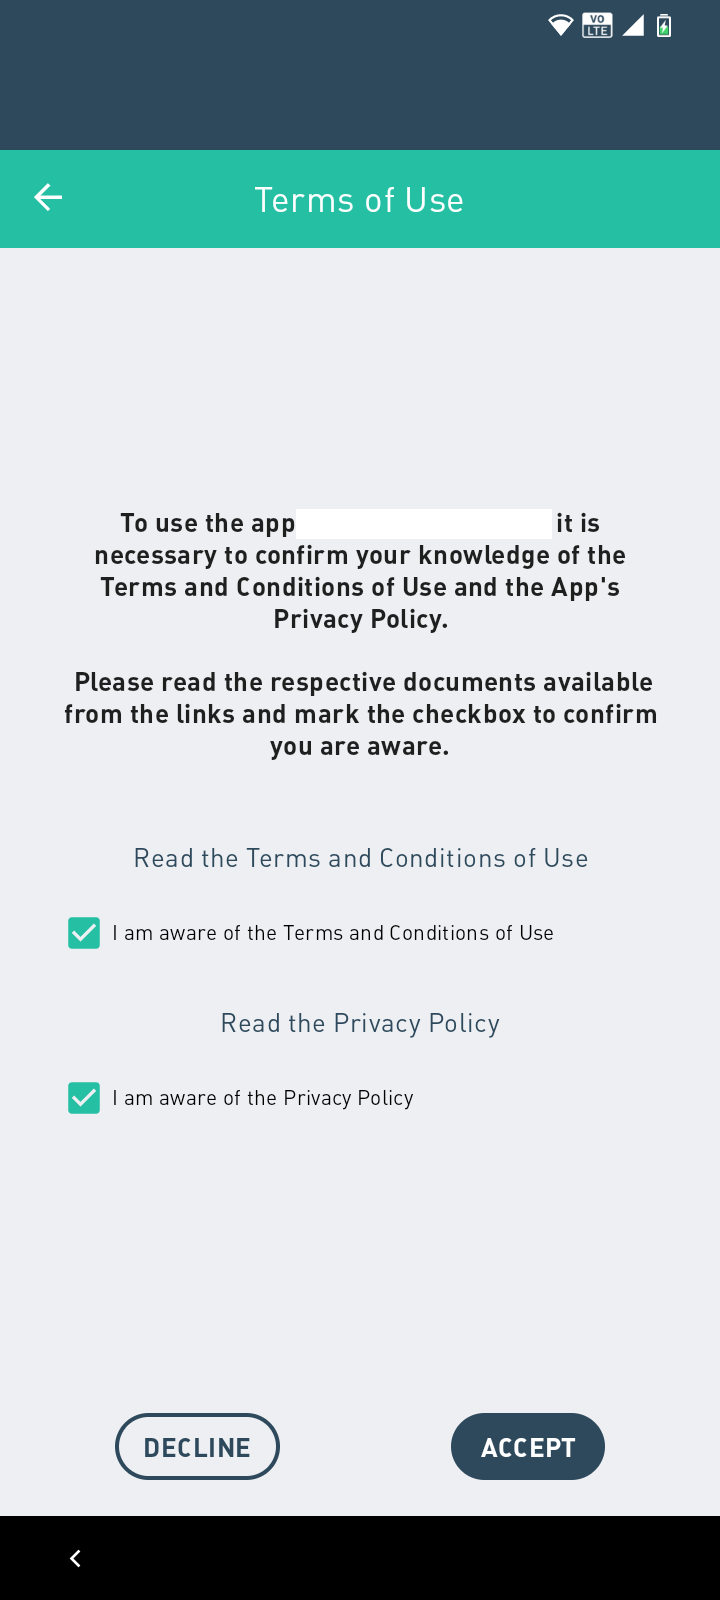 VO
LTE
Terms of Use
To use the app it is
necessary to confirm your knowledge of the
Terms and Conditions of Use and the App's
Privacy Policy.
Please read the respective documents available
from the links and mark the checkbox to confirm
you are aware.
Read the Terms and Conditions of Use
I am aware of the Terms and Conditions of Use
Read the Privacy Policy
I am aware of the Privacy Policy
DECLINE
ACCEPT